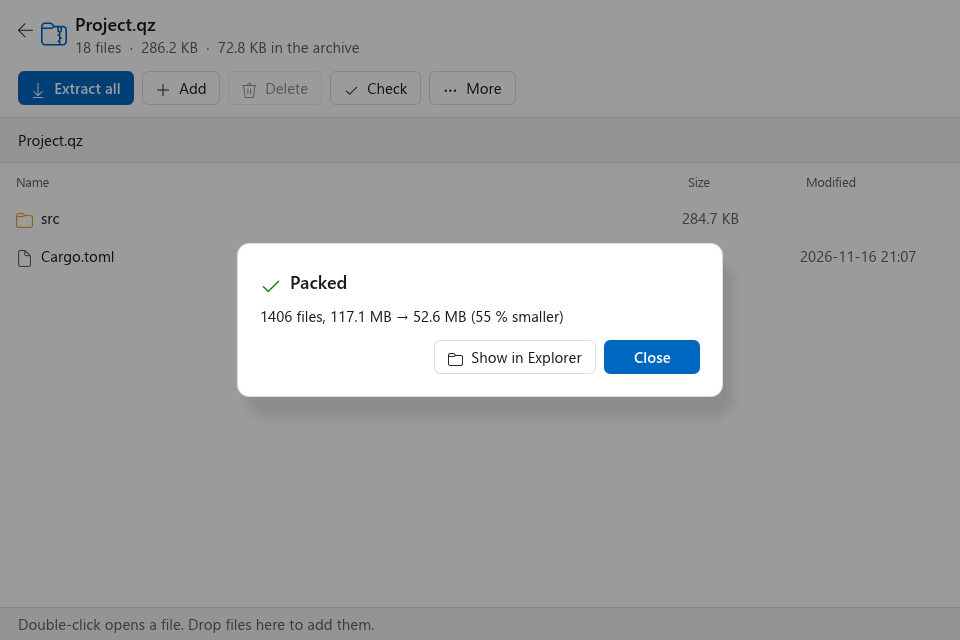 Project.qz
18 files · 286.2 KB · 72.8 KB in the archive
Extract all
Add
Delete
Check
More
Project.qz
Name Size Modified
src 284.7 KB
Cargo.toml 2026-11-16 21:07
Packed
1406 files, 117.1 MB → 52.6 MB (55 % smaller)
Show in Explorer
Close
Double-click opens a file. Drop files here to add them.